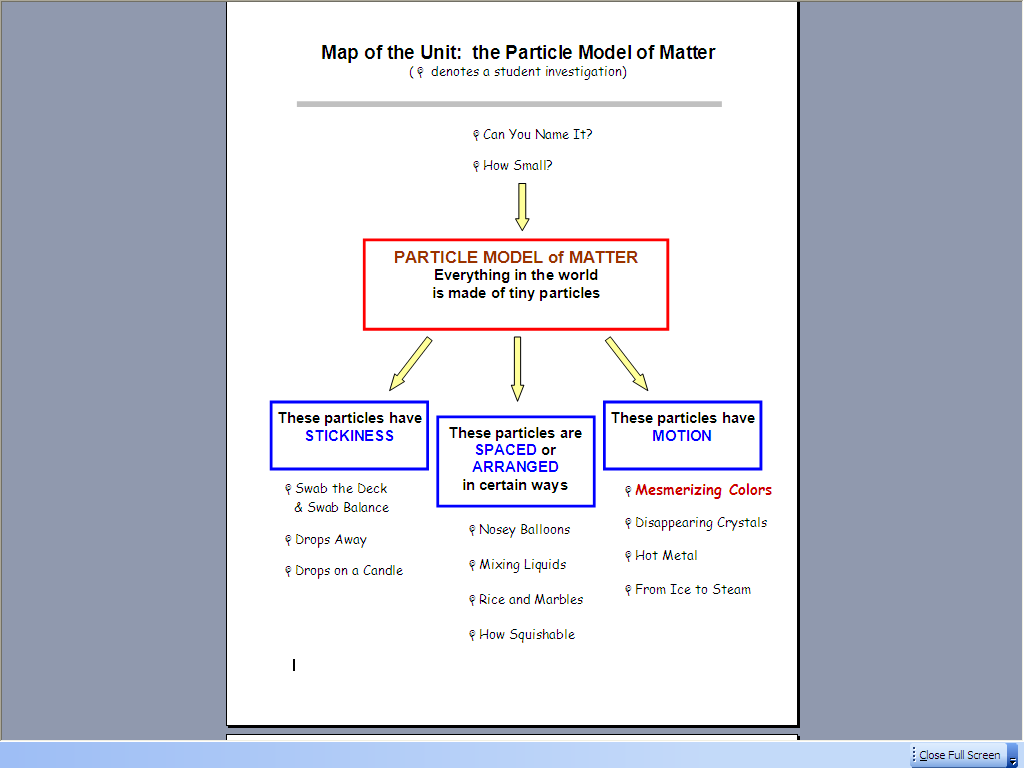 Map of the Unit: the Particle Model of Matter
( denotes a student investigation)
Can You Name It?
How Small?
PARTICLE MODEL of MATTER
Everything in the world
is made of tiny particles
These particles have
STICKINESS
Swab the Deck
& Swab Balance
Drops Away
Drops on a Candle
These particles are
SPACED or
ARRANGED
in certain ways
Nosey Balloons
Mixing Liquids
Rice and Marbles
How Squishable
These particles have
MOTION
Mesmerizing Colors
Disappearing Crystals
Hot Metal
From Ice to Steam
Close Full Screen